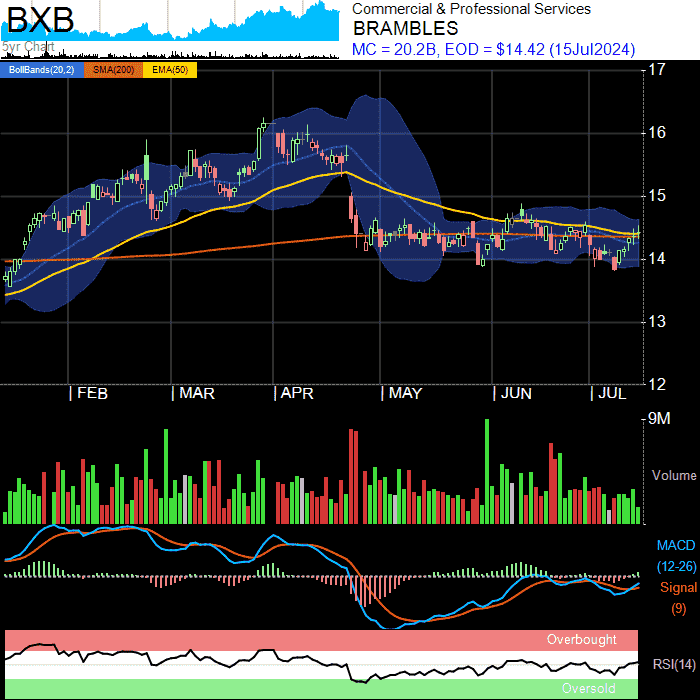 BXB
5yr Chart
Commercial & Professional Services
BRAMBLES
MC = 20.2B, EOD = $14.42 (15Jul2024)
BollBands(20,2) SMA(200) EMA(50)
17
16
15
14
13
12
| FEB | MAR | APR | MAY | JUN | JUL
9M
Volume
MACD
(12-26)
Signal
(9)
Overbought
RSI(14)
Oversold